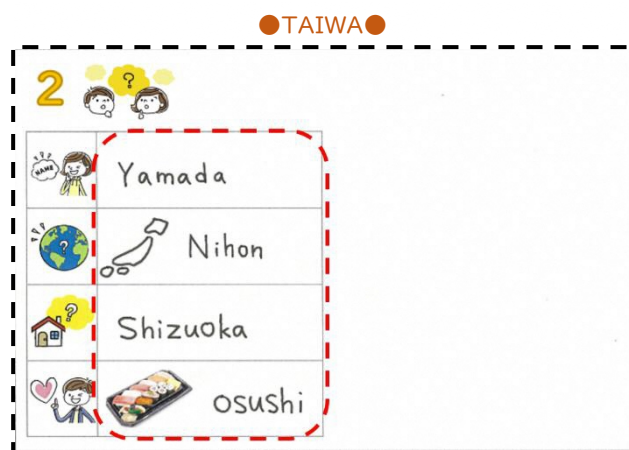 ●TAIWA●
2
?
NAME
Yamada
?
Nihon
?
Shizuoka
osushi